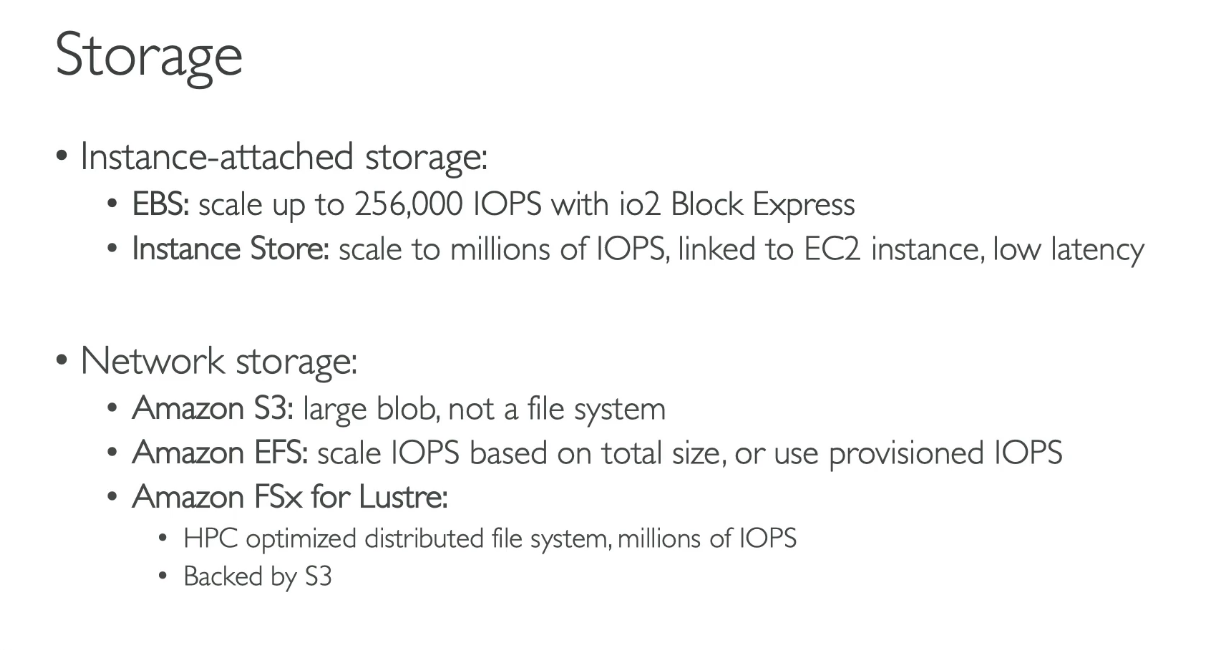 Storage
• Instance-attached storage:
• EBS: scale up to 256,000 IOPS with io2 Block Express
• Instance Store: scale to millions of IOPS, linked to EC2 instance, low latency
• Network storage:
• Amazon S3: large blob, not a file system
• Amazon EFS: scale IOPS based on total size, or use provisioned IOPS
• Amazon FSx for Lustre:
• HPC optimized distributed file system, millions of IOPS
• Backed by S3